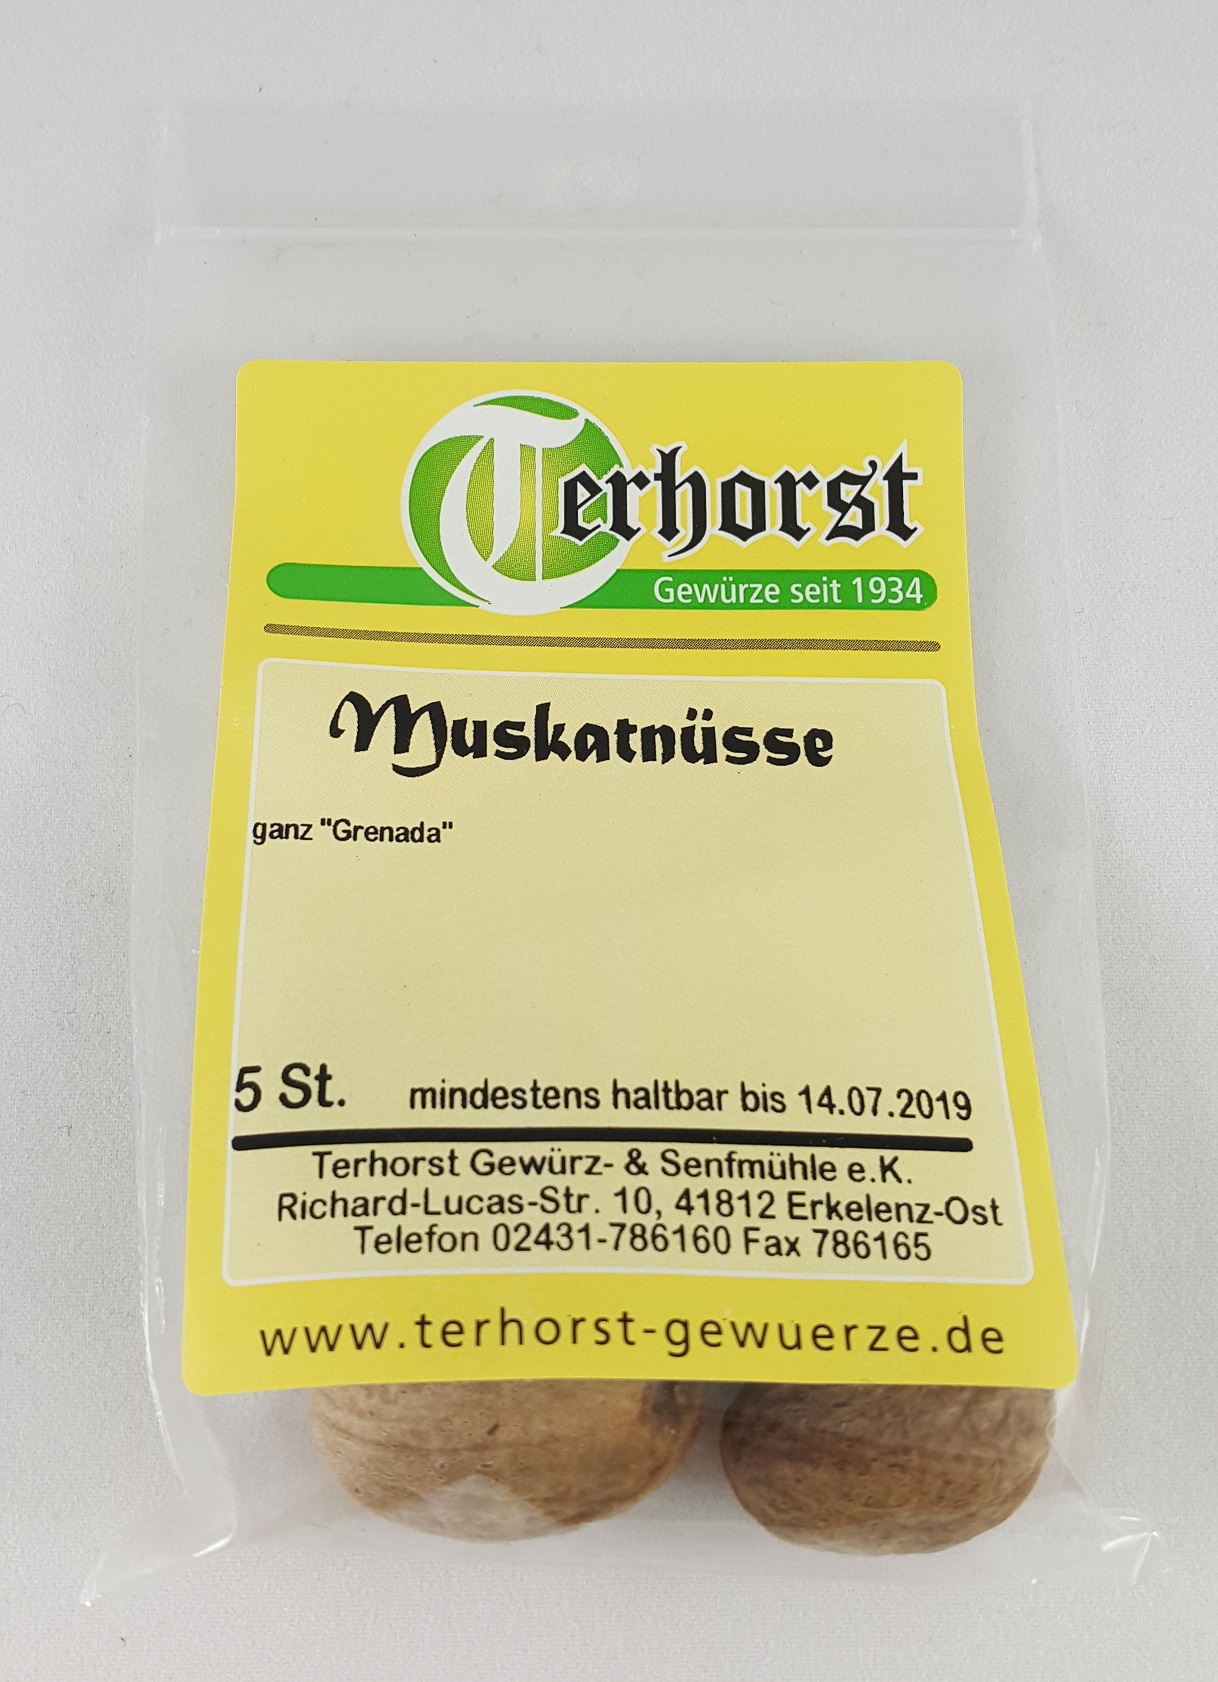 Terhorst
Gewürze seit 1934
Muskatnüsse
ganz "Grenada"
5 St. mindestens haltbar bis 14.07.2019
Terhorst Gewürz- & Senfmühle e.K.
Richard-Lucas-Str. 10, 41812 Erkelenz-Ost
Telefon 02431-786160 Fax 786165
www.terhorst-gewuerze.de